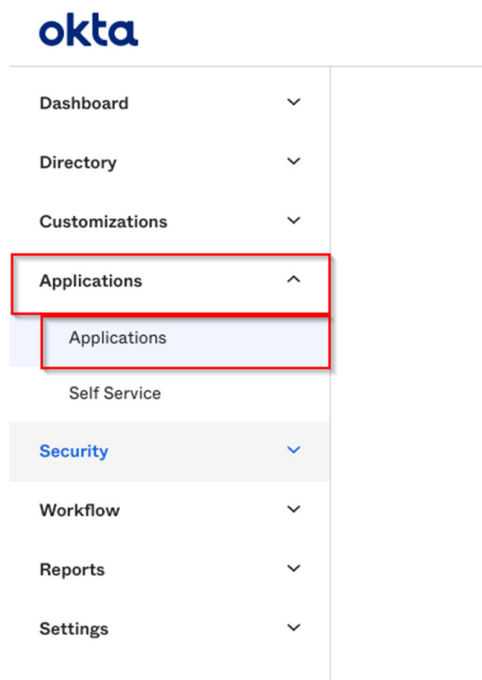 okta
Dashboard
Directory
Customizations
Applications
Applications
Self Service
Security
Workflow
Reports
Settings